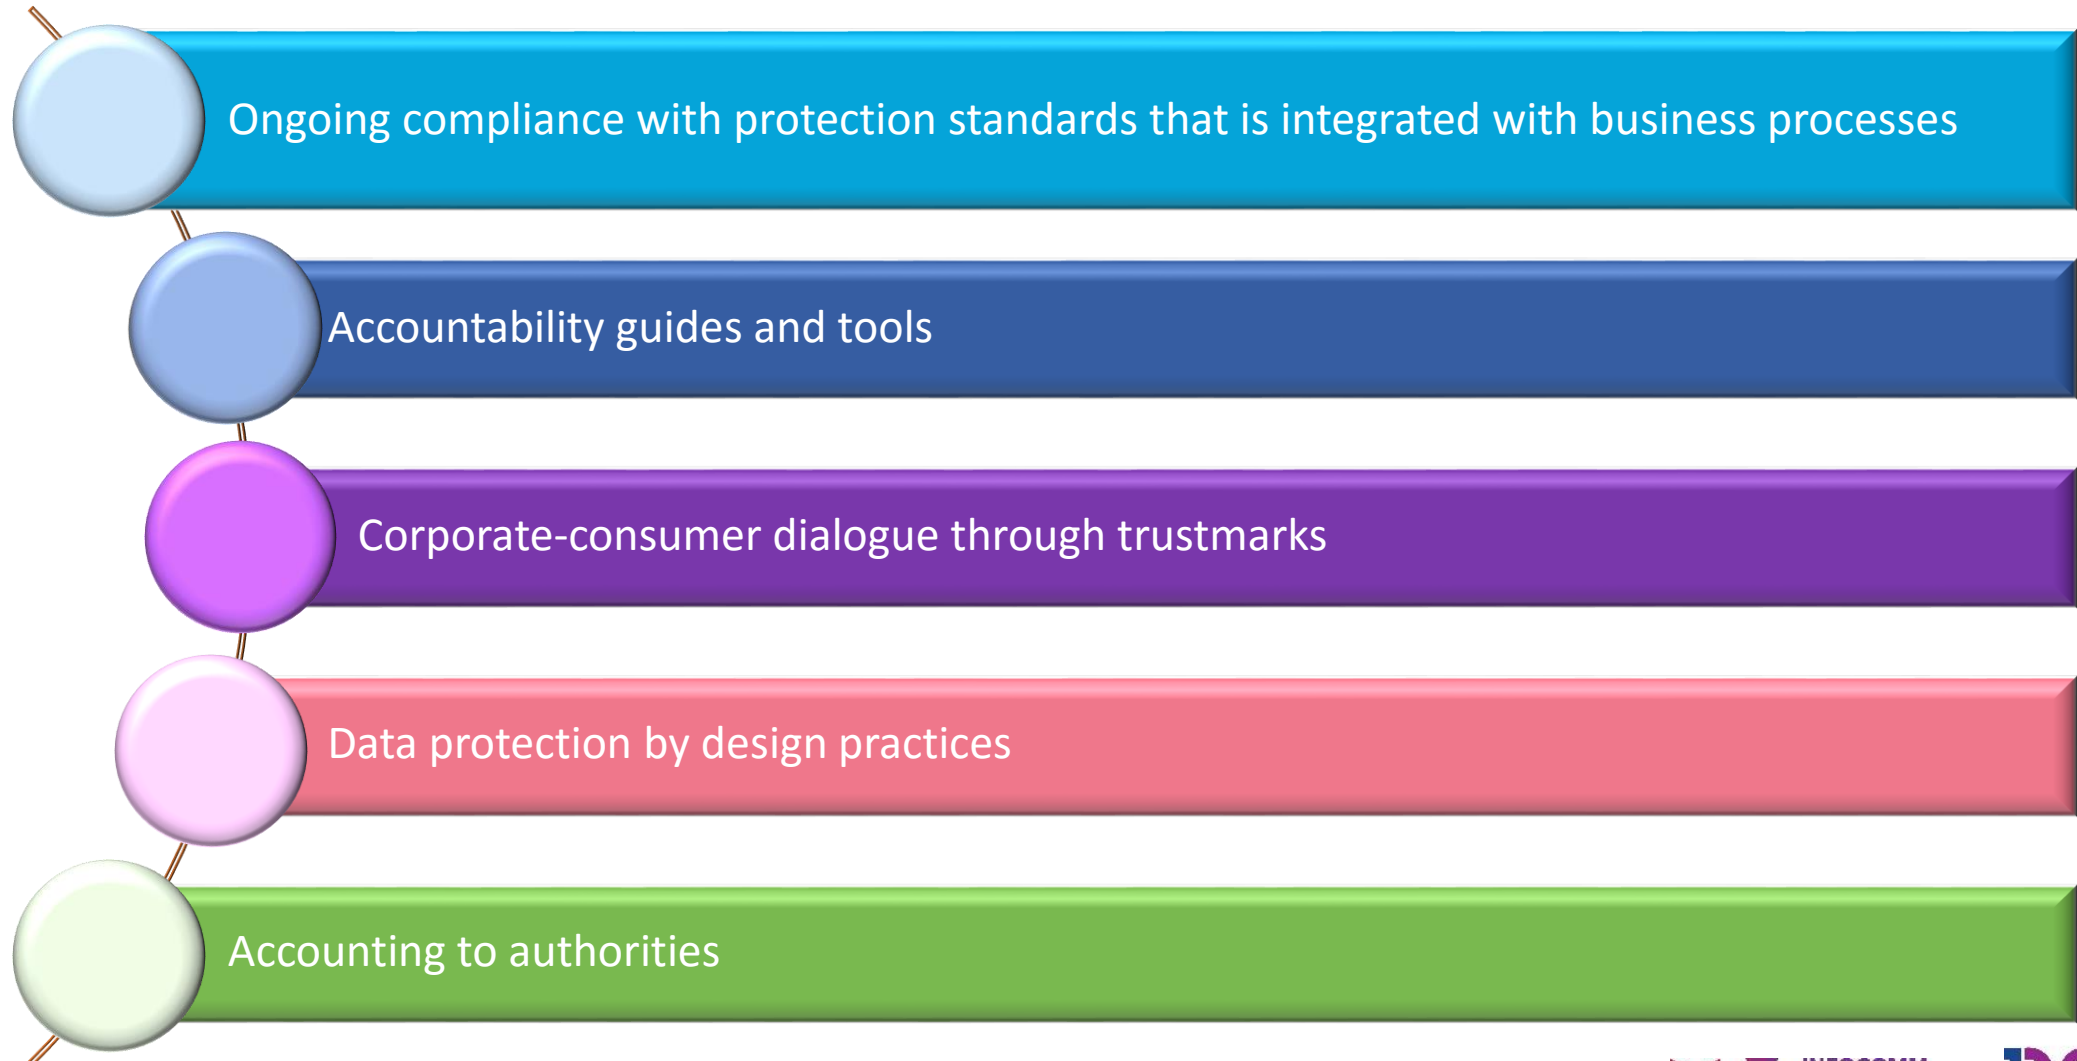 Ongoing compliance with protection standards that is integrated with business processes
Accountability guides and tools
Corporate-consumer dialogue through trustmarks
Data protection by design practices
Accounting to authorities